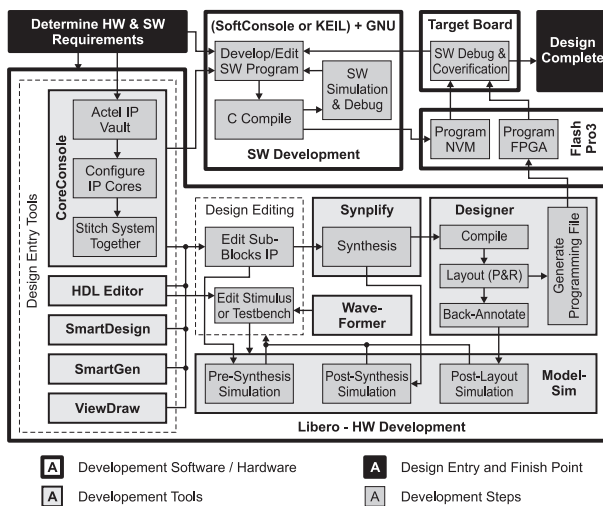 Determine HW & SW
Requirements
(SoftConsole or KEIL) + GNU
Develop/Edit
SW Program
SW
Simulation
& Debug
C Compile
SW Development
Target Board
SW Debug &
Coverification
Design
Complete
Program
NVM
Program
FPGA
Flash
Pro3
Design Entry Tools
CoreConsole
Actel IP
Vault
Configure
IP Cores
Stitch System
Together
HDL Editor
SmartDesign
SmartGen
ViewDraw
Design Editing
Edit Sub-
Blocks IP
Edit Stimulus
or Testbench
Synplify
Synthesis
Wave-
Former
Designer
Compile
Layout (P&R)
Back-Annotate
Generate
Programming File
Pre-Synthesis
Simulation
Post-Synthesis
Simulation
Post-Layout
Simulation
Model-
Sim
Libero - HW Development
A Developement Software / Hardware
A Design Entry and Finish Point
A Developement Tools
A Development Steps